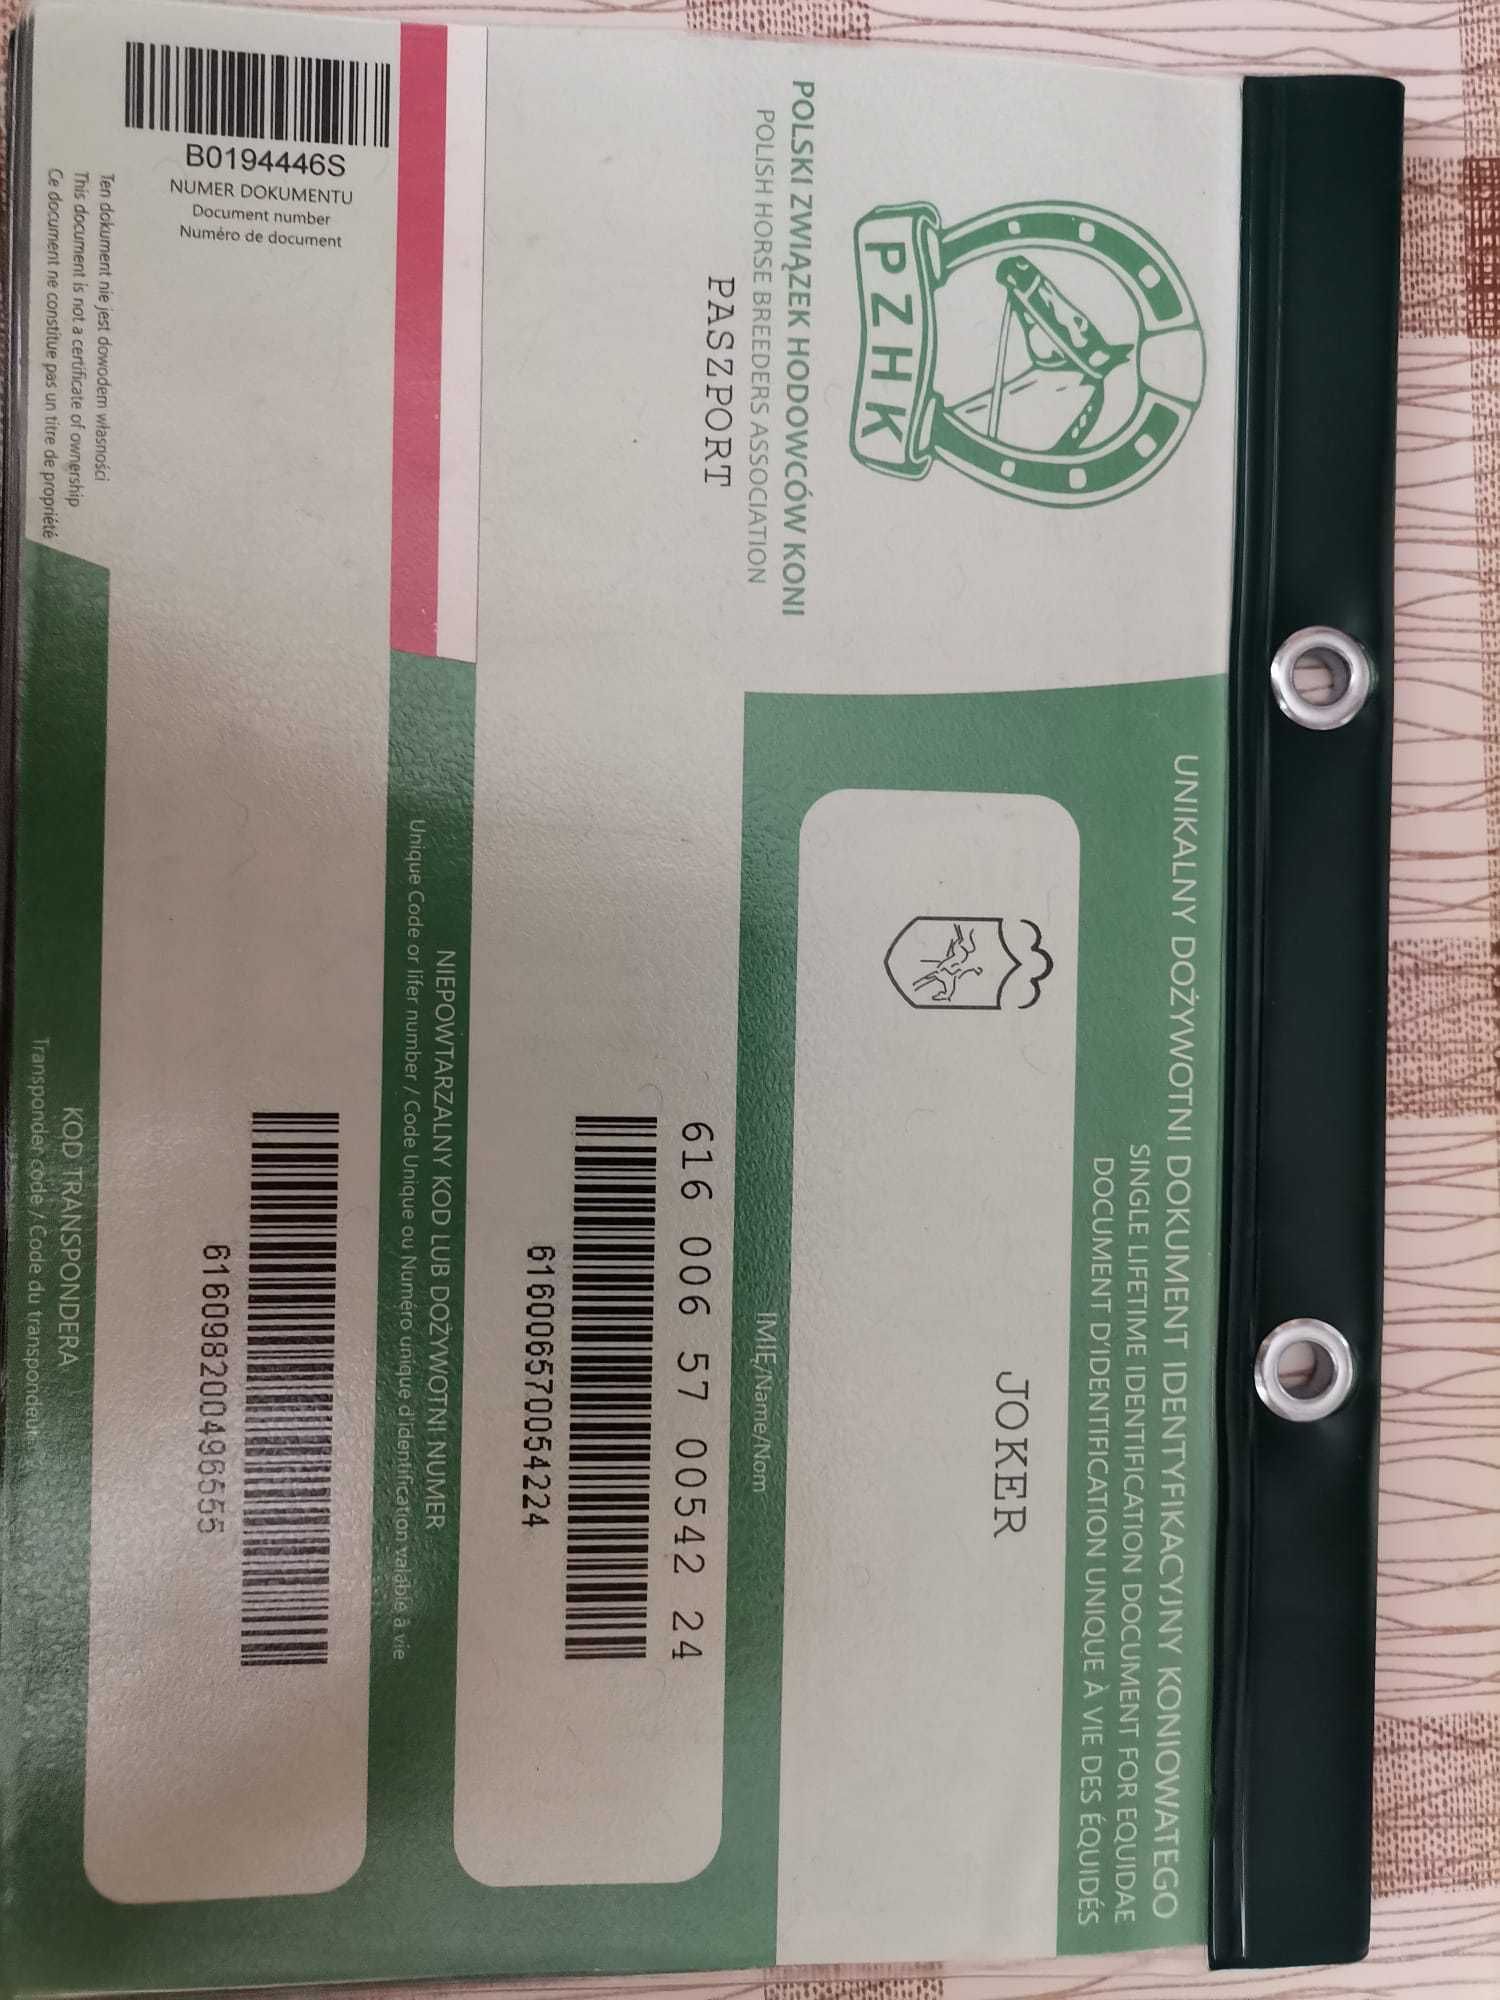 PZHK
POLSKI ZWIĄZEK HODOWCÓW KONI
POLISH HORSE BREEDERS ASSOCIATION
PASZPORT
UNIKALNY DOŻYWOTNI DOKUMENT IDENTYFIKACYJNY KONIOWATEGO
SINGLE LIFETIME IDENTIFICATION DOCUMENT FOR EQUIDAE
DOCUMENT D'IDENTIFICATION UNIQUE À VIE DES ÉQUIDÉS
JOKER
IMIĘ/Name/Nom
616 006 57 00542 24
616006570054224
NIEPOWTARZALNY KOD LUB DOŻYWOTNI NUMER
Unique Code or lifer number / Code Unique ou Numéro unique d'identification valable à vie
616098200496555
KOD TRANSPONDERA
Transponder code / Code du transpondeur
B0194446S
NUMER DOKUMENTU
Document number
Numéro de document
Ten dokument nie jest dowodem własności
This document is not a certificate of ownership
Ce document ne constitue pas un titre de propriété